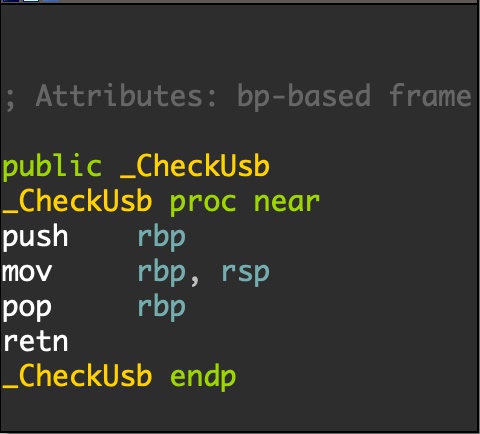 ; Attributes: bp-based frame
public _CheckUsb
_CheckUsb proc near
push    rbp
mov     rbp, rsp
pop     rbp
retn
_CheckUsb endp